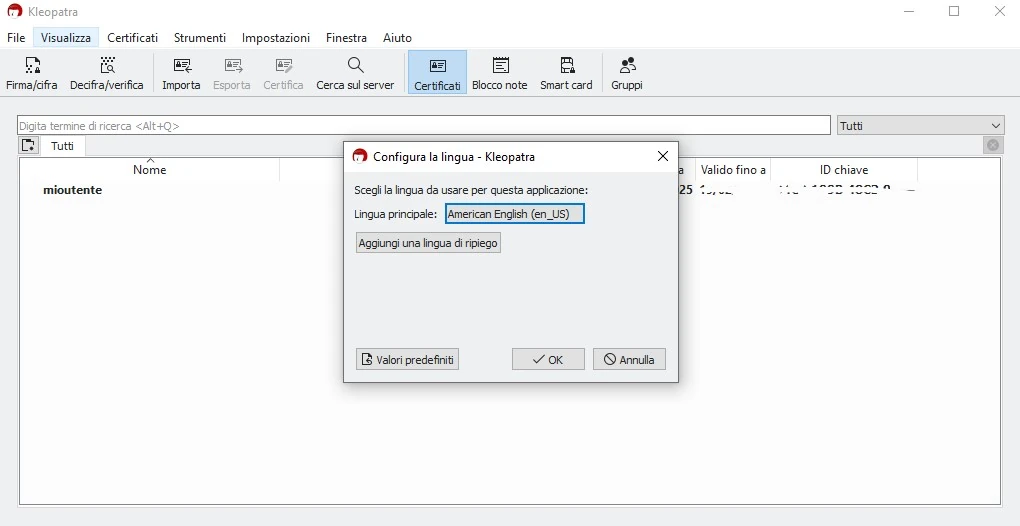 Kleopatra
File Visualizza Certificati Strumenti Impostazioni Finestra Aiuto
Firma/cifra Decifra/verifica Importa Esporta Certifica Cerca sul server Certificati Blocco note Smart card Gruppi
Digita termine di ricerca <Alt+Q> Tutti
Tutti
Nome a Valido fino a ID chiave
mioutente 25
Configura la lingua - Kleopatra
Scegli la lingua da usare per questa applicazione:
Lingua principale: American English (en_US)
Aggiungi una lingua di ripiego
Valori predefiniti OK Annulla